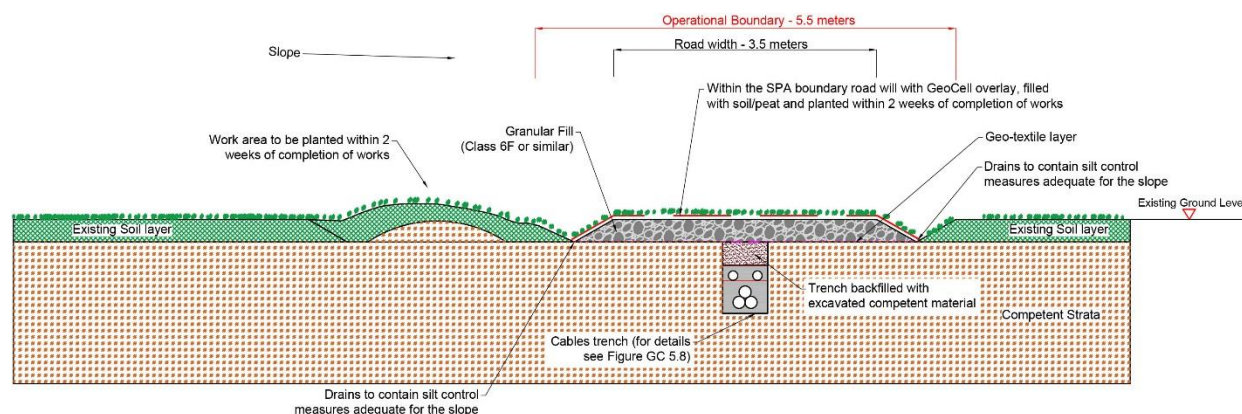 Operational Boundary - 5.5 meters
Slope
Road width - 3.5 meters
Within the SPA boundary road will with GeoCell overlay, filled
with soil/peat and planted within 2 weeks of completion of works
Work area to be planted within 2
weeks of completion of works
Granular Fill
(Class 6F or similar)
Geo-textile layer
Drains to contain silt control
measures adequate for the slope
Existing Ground Leve
Existing Soil layer
Existing Soil layer
Trench backfilled with
excavated competent material
Competent Strata
Cables trench (for details
see Figure GC 5.8)
Drains to contain silt control
measures adequate for the slope